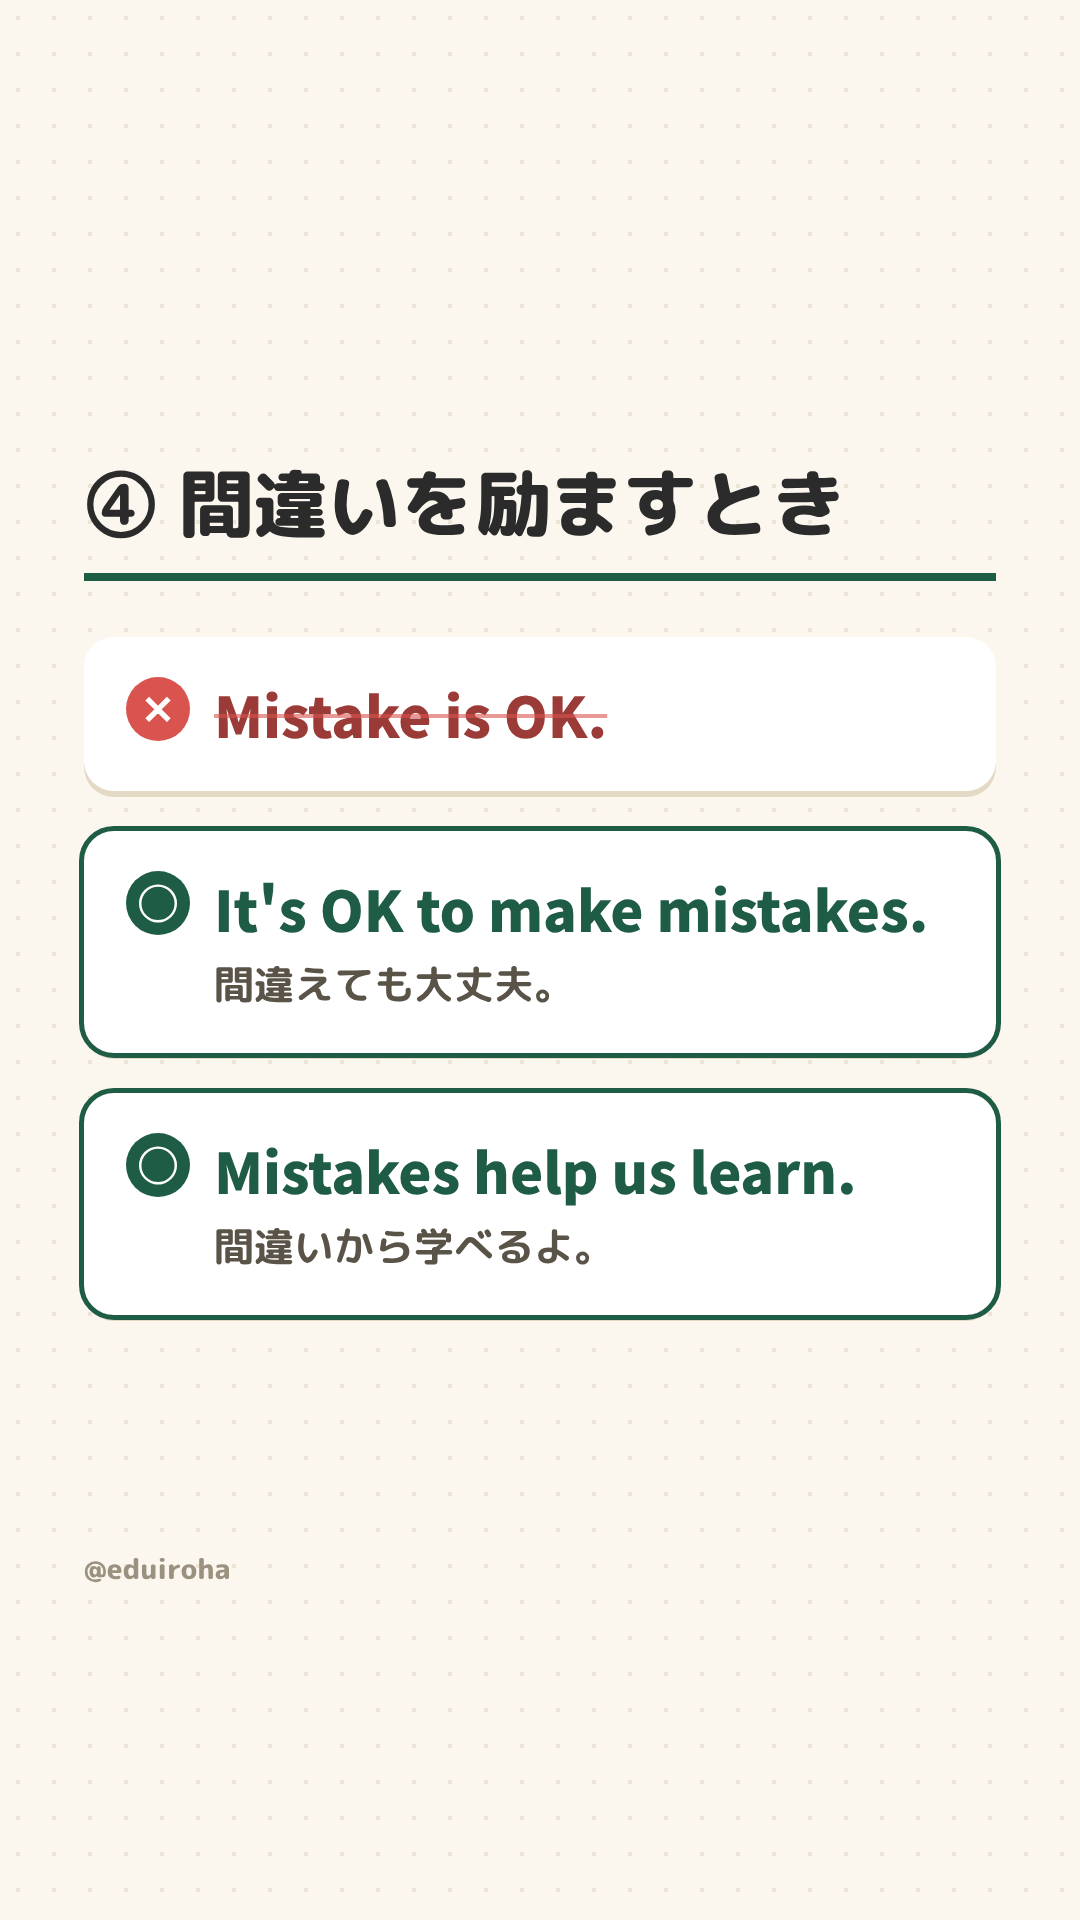 ④ 間違いを励ますとき
× Mistake is OK.
○ It's OK to make mistakes.
間違えても大丈夫。
○ Mistakes help us learn.
間違いから学べるよ。
@eduiroha